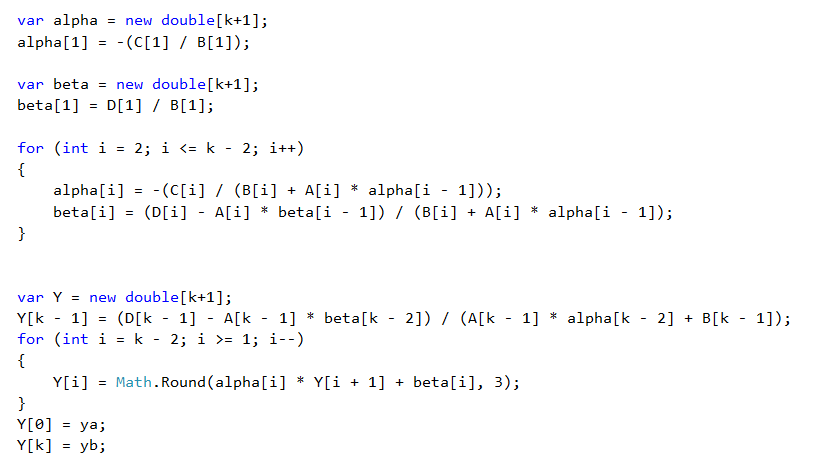 var alpha = new double[k+1];
alpha[1] = -(C[1] / B[1]);
var beta = new double[k+1];
beta[1] = D[1] / B[1];
for (int i = 2; i <= k - 2; i++)
{
    alpha[i] = -(C[i] / (B[i] + A[i] * alpha[i - 1]));
    beta[i] = (D[i] - A[i] * beta[i - 1]) / (B[i] + A[i] * alpha[i - 1]);
}
var Y = new double[k+1];
Y[k - 1] = (D[k - 1] - A[k - 1] * beta[k - 2]) / (A[k - 1] * alpha[k - 2] + B[k - 1]);
for (int i = k - 2; i >= 1; i--)
{
    Y[i] = Math.Round(alpha[i] * Y[i + 1] + beta[i], 3);
}
Y[0] = ya;
Y[k] = yb;